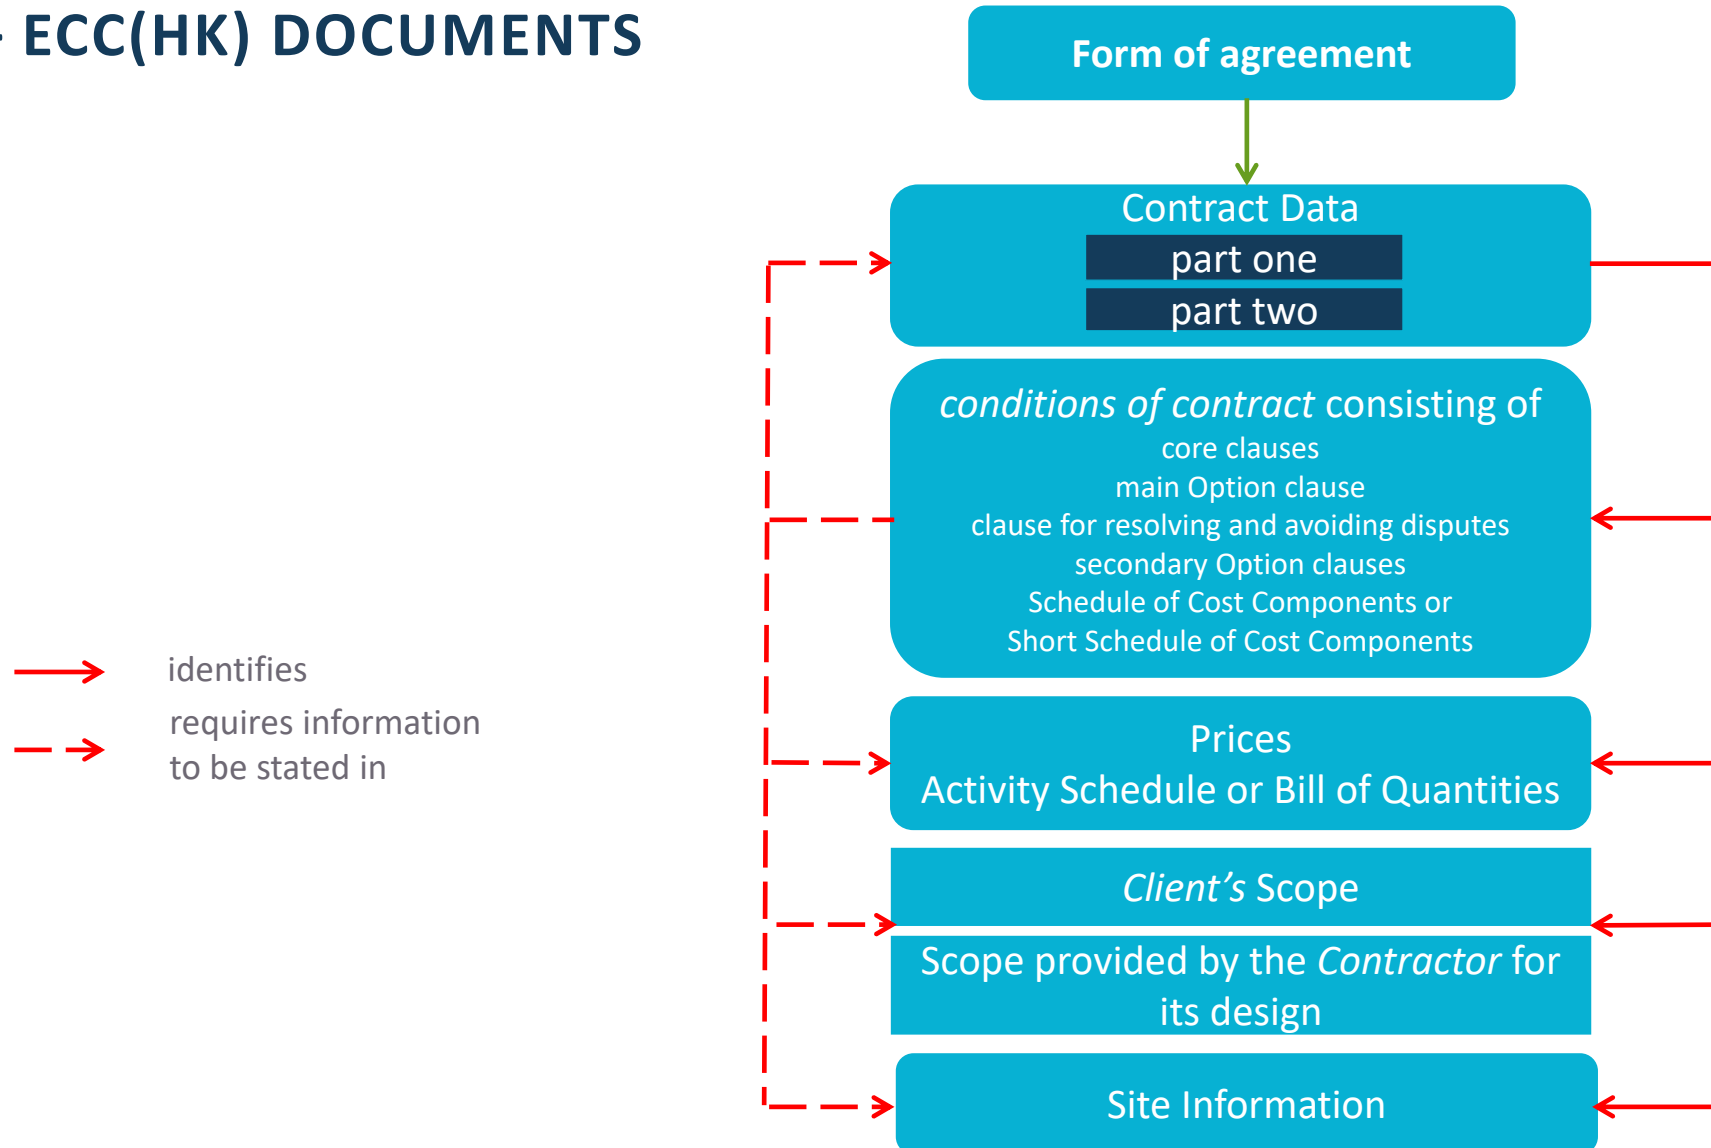 - ECC(HK) DOCUMENTS
Form of agreement
Contract Data
part one
part two
conditions of contract consisting of
core clauses
main Option clause
clause for resolving and avoiding disputes
secondary Option clauses
Schedule of Cost Components or
Short Schedule of Cost Components
identifies
requires information
to be stated in
Prices
Activity Schedule or Bill of Quantities
Client’s Scope
Scope provided by the Contractor for
its design
Site Information